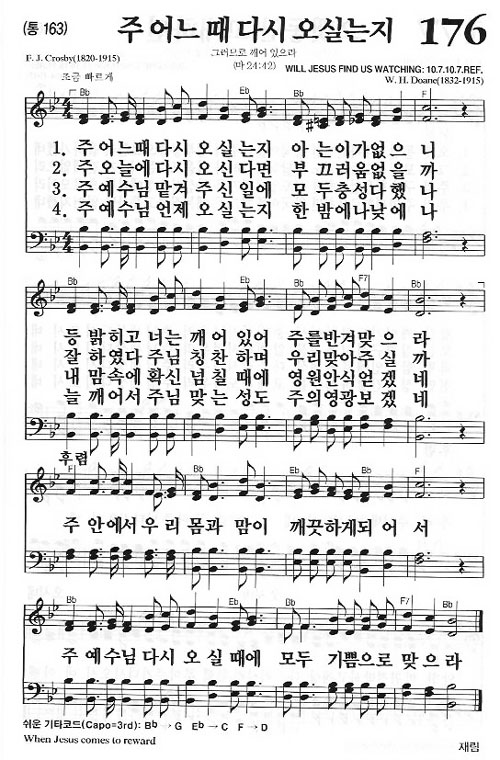 (통 163)
주 어느 때 다시 오실는지 176
그러므로 깨어 있으라
(마 24:42)
F. J. Crosby(1820-1915)
WILL JESUS FIND US WATCHING: 10.7.10.7.REF.
W. H. Doane(1832-1915)
조금 빠르게
Bb Eb Bb F
1. 주 어느때 다시 오 실 는지 아 는이가없 으 니
2. 주 오늘에 다시 오 신 다면 부 끄러움없 을 까
3. 주 예수님 맡겨 주 신 일에 모 두충성다 했 나
4. 주 예수님 언제 오 실 는지 한 밤에나낮 에 나
Bb Eb Bb F7 Bb
등 밝히고 너는 깨 어 있어 주를반겨맞 으 라
잘 하였다 주님 칭 찬 하며 우리맞아주 실 까
내 맘속에 확신 넘 칠 때에 영원안식얻 겠 네
늘 깨어서 주님 맞 는 성도 주의영광보 겠 네
후렴
F Bb Eb Bb
주 안에서 우 리 몸과 맘이 깨끗하게되 어 서
Bb Eb Bb F7 Bb
주 예수님 다시 오 실 때에 모두 기쁨으로 맞 으 라
쉬운 기타코드(Capo=3rd): Bb→G Eb→C F→D
When Jesus comes to reward
재림